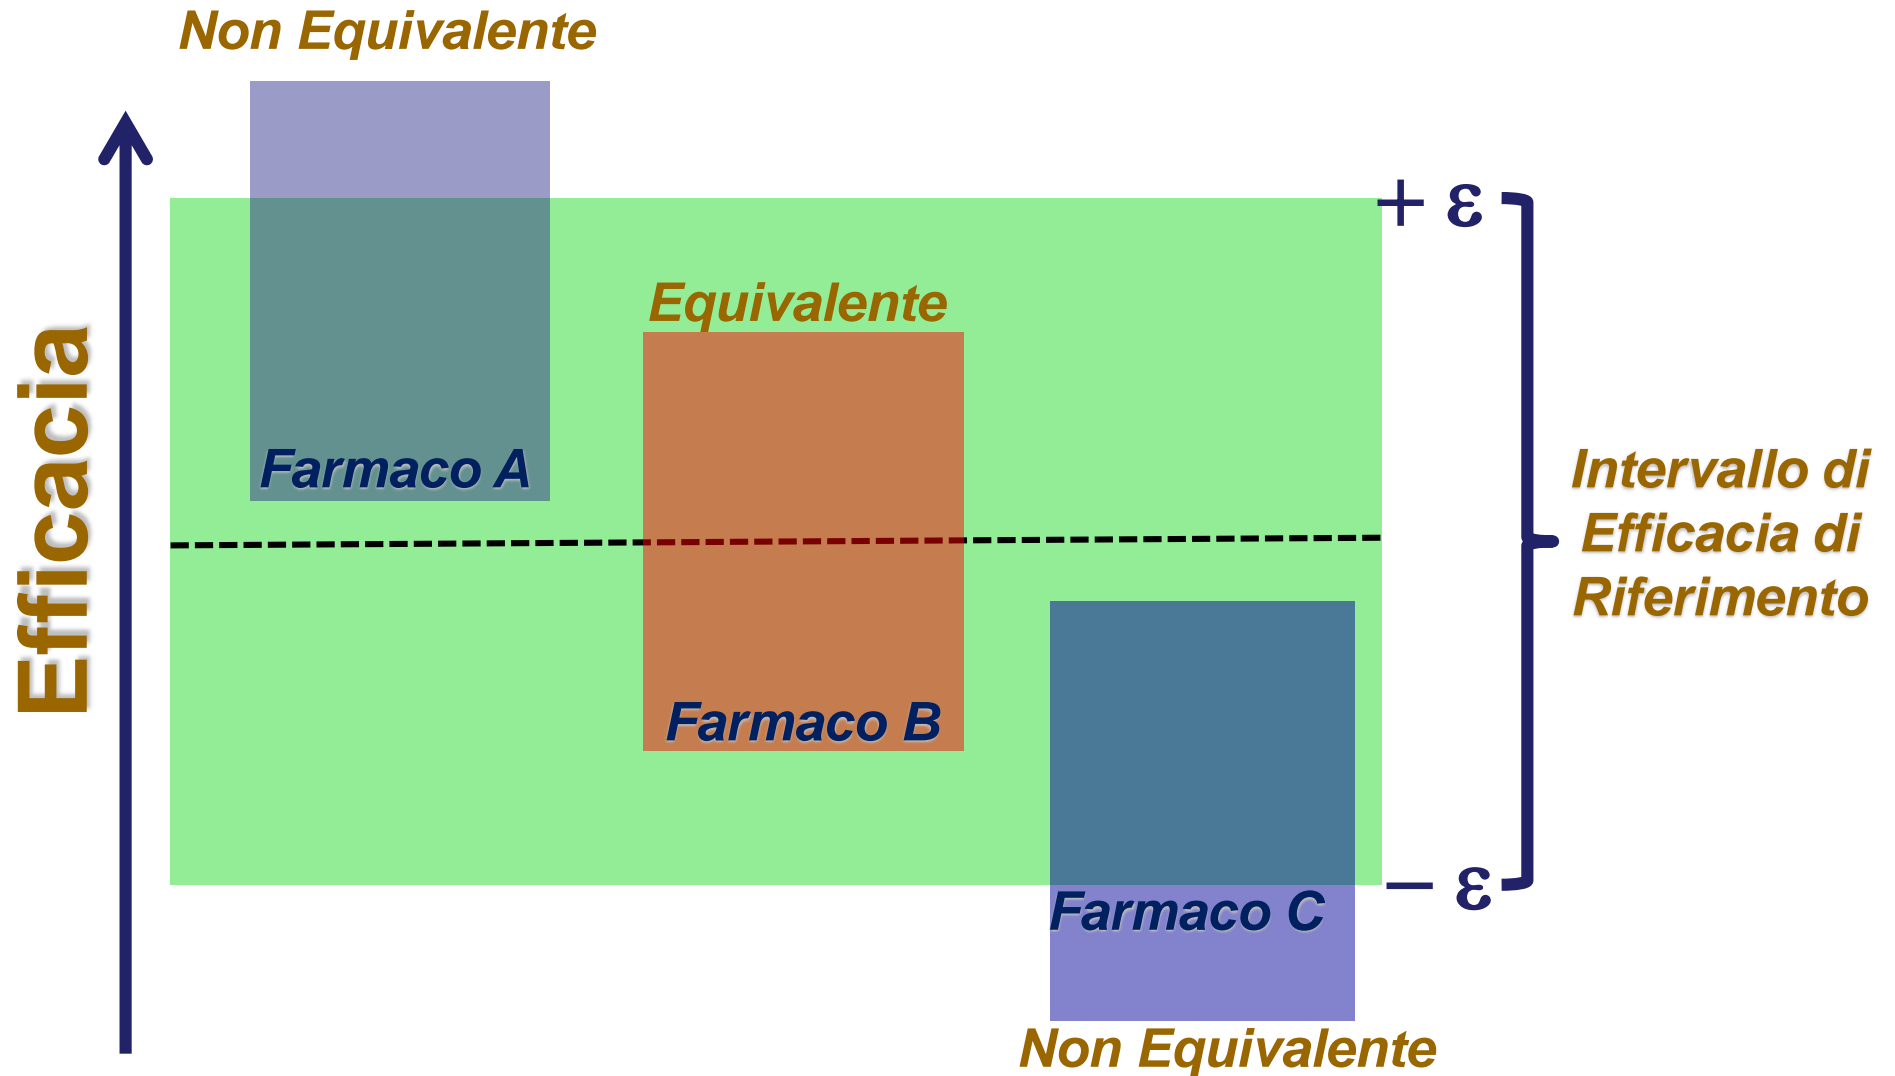 Non Equivalente
+ ε
Equivalente
Efficacia
Farmaco A
Intervallo di
Efficacia di
Riferimento
Farmaco B
− ε
Farmaco C
Non Equivalente